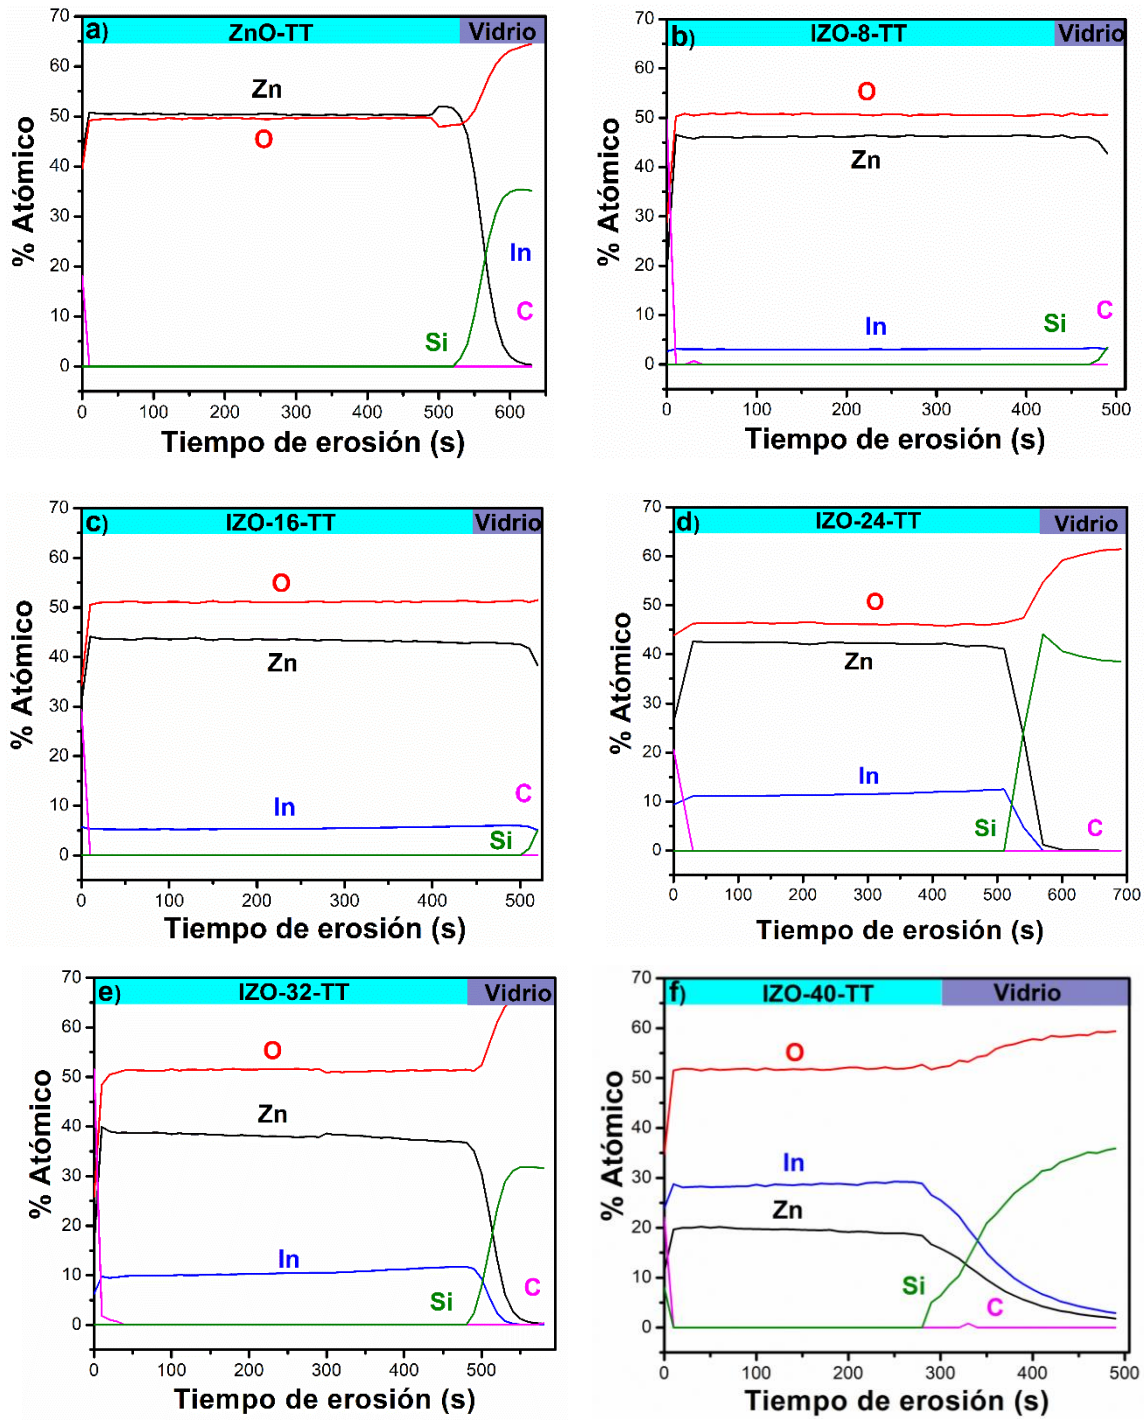 a) ZnO-TT Vidrio
70
60
50
40
30
20
10
0
% Atómico
Zn
O
In
C
Si
0 100 200 300 400 500 600
Tiempo de erosión (s)
b) IZO-8-TT Vidrio
70
60
50
40
30
20
10
0
% Atómico
O
Zn
In
Si
C
0 100 200 300 400 500
Tiempo de erosión (s)
c) IZO-16-TT Vidrio
70
60
50
40
30
20
10
0
% Atómico
O
Zn
In
C
Si
0 100 200 300 400 500
Tiempo de erosión (s)
d) IZO-24-TT Vidrio
70
60
50
40
30
20
10
0
% Atómico
O
Zn
In
Si
C
0 100 200 300 400 500 600 700
Tiempo de erosión (s)
e) IZO-32-TT Vidrio
70
60
50
40
30
20
10
0
% Atómico
O
Zn
In
Si
C
0 100 200 300 400 500
Tiempo de erosión (s)
f) IZO-40-TT Vidrio
70
60
50
40
30
20
10
0
% Atómico
O
In
Zn
Si
C
0 100 200 300 400 500
Tiempo de erosión (s)